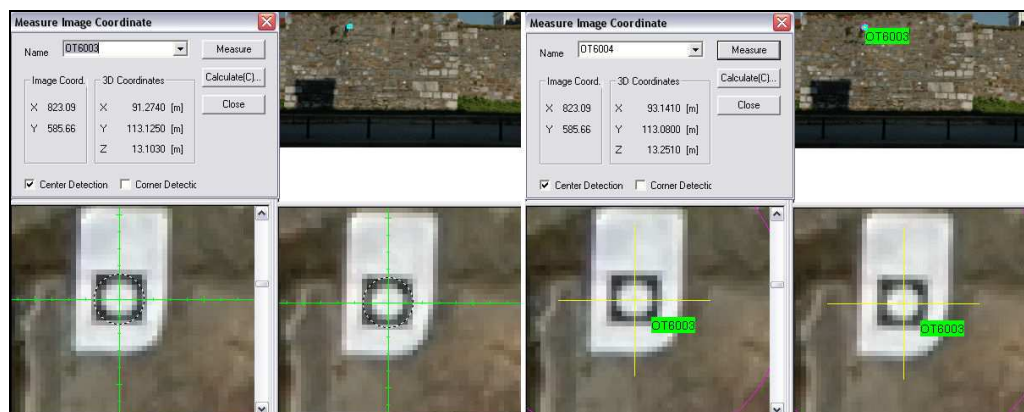 Measure Image Coordinate
Name OT6003 Measure
Image Coord. 3D Coordinates Calculate(C)...
X 823.09 X 91.2740 [m] Close
Y 585.66 Y 113.1250 [m]
Z 13.1030 [m]
Center Detection Corner Detectic
Measure Image Coordinate
Name OT6004 Measure
Image Coord. 3D Coordinates Calculate(C)...
X 823.09 X 93.1410 [m] Close
Y 585.66 Y 113.0800 [m]
Z 13.2510 [m]
Center Detection Corner Detectic
OT6003
OT6003
OT6003